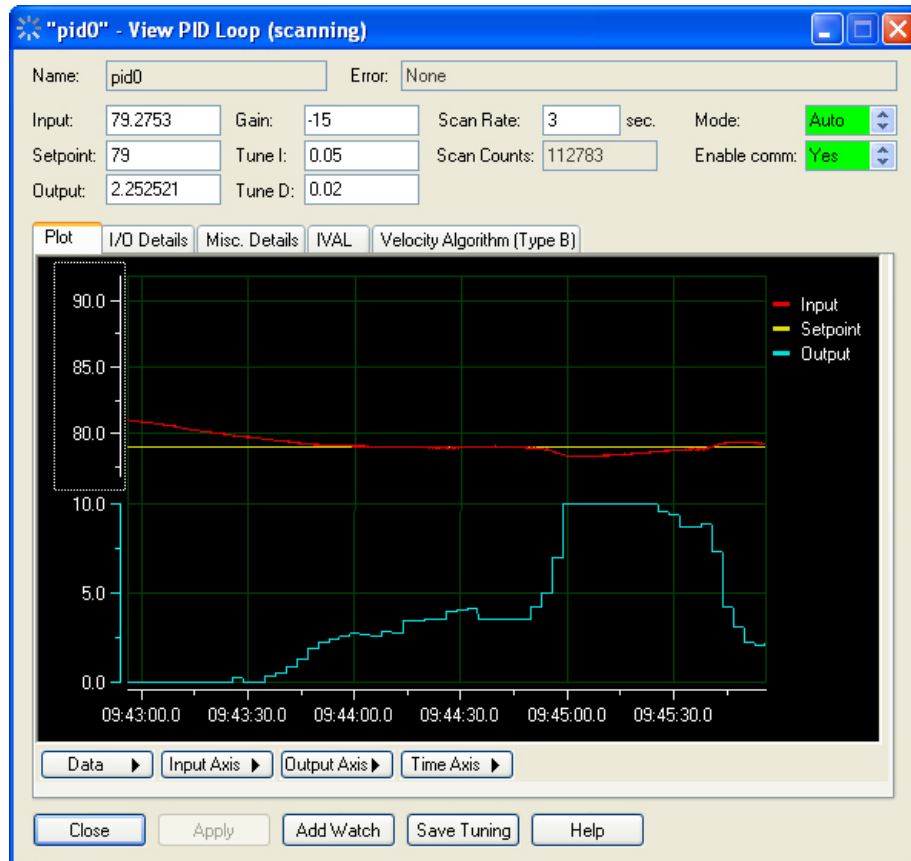 "pid0" - View PID Loop (scanning)
Name: pid0 Error: None
Input: 79.2753 Gain: -15 Scan Rate: 3 sec. Mode: Auto
Setpoint: 79 Tune I: 0.05 Scan Counts: 112783 Enable comm: Yes
Output: 2.252521 Tune D: 0.02
Plot I/O Details Misc. Details IVAL Velocity Algorithm (Type B)
90.0
Input
Setpoint
Output
85.0
80.0
10.0
5.0
0.0
09:43:00.0 09:43:30.0 09:44:00.0 09:44:30.0 09:45:00.0 09:45:30.0
Data Input Axis Output Axis Time Axis
Close Apply Add Watch Save Tuning Help